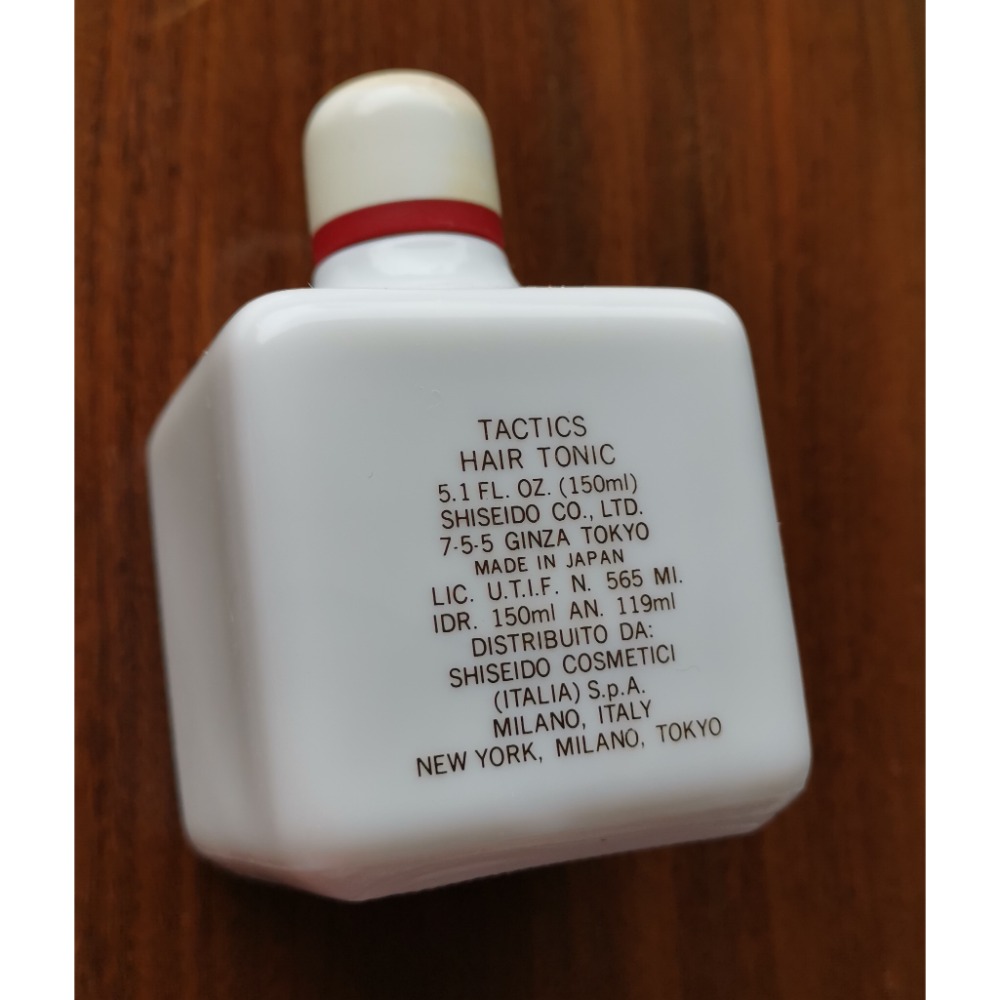 TACTICS
HAIR TONIC
5.1 FL. OZ. (150ml)
SHISEIDO CO., LTD.
7-5-5 GINZA TOKYO
MADE IN JAPAN
LIC. U.T.I.F. N. 565 MI.
IDR. 150ml AN. 119ml
DISTRIBUITO DA:
SHISEIDO COSMETICI
(ITALIA) S.p.A.
MILANO, ITALY
NEW YORK, MILANO, TOKYO